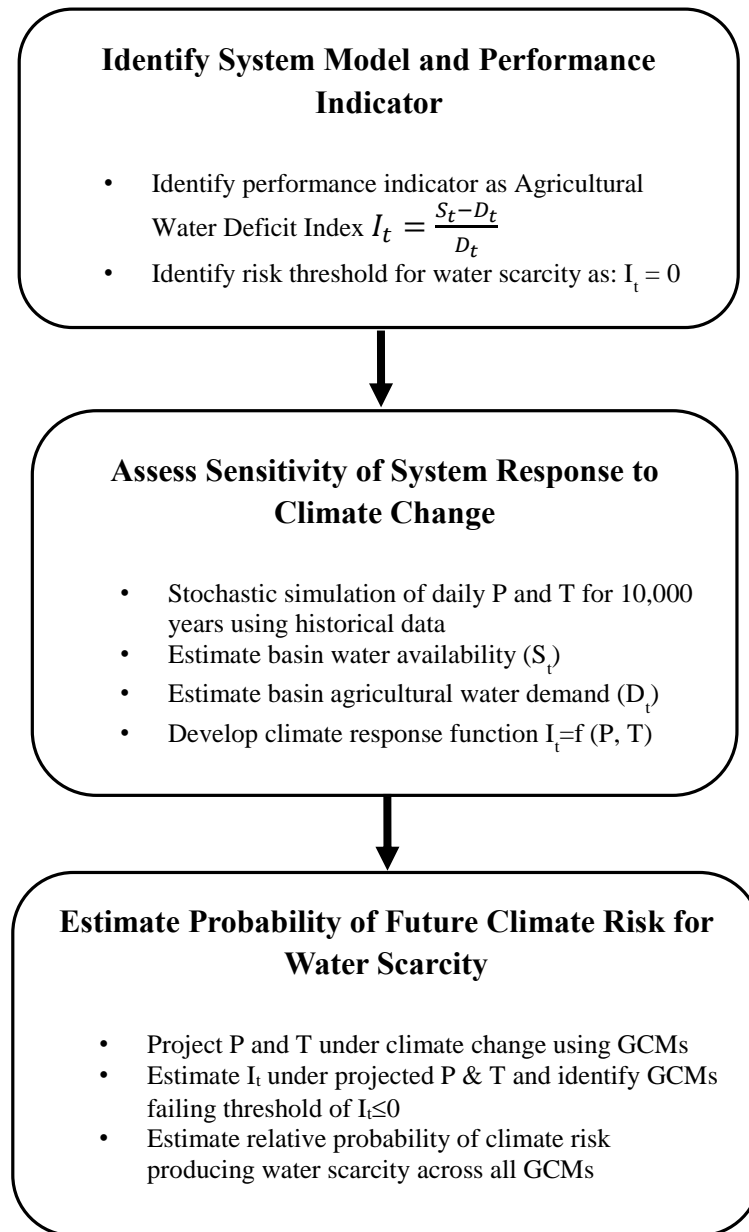 Identify System Model and Performance
Indicator
• Identify performance indicator as Agricultural
Water Deficit Index I_t = (S_t−D_t)/D_t
• Identify risk threshold for water scarcity as: I_t = 0
Assess Sensitivity of System Response to
Climate Change
• Stochastic simulation of daily P and T for 10,000
years using historical data
• Estimate basin water availability (S_t)
• Estimate basin agricultural water demand (D_t)
• Develop climate response function I_t=f (P, T)
Estimate Probability of Future Climate Risk for
Water Scarcity
• Project P and T under climate change using GCMs
• Estimate I_t under projected P & T and identify GCMs
failing threshold of I_t≤0
• Estimate relative probability of climate risk
producing water scarcity across all GCMs